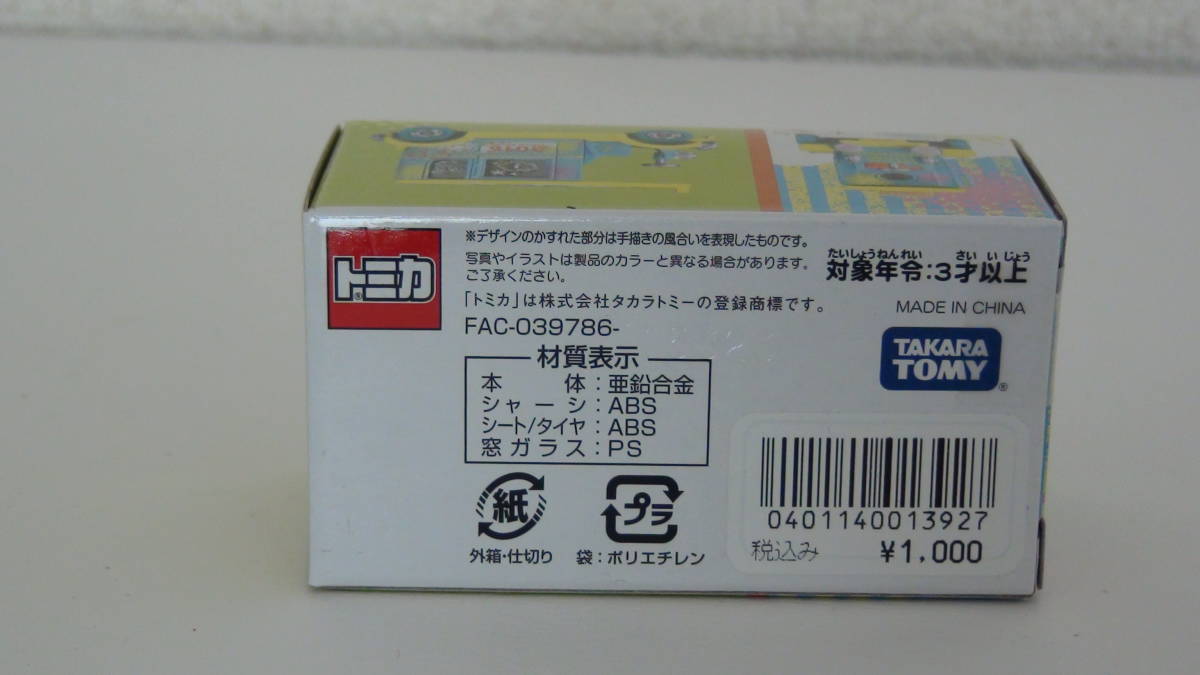 トミカ®
※デザインのかすれた部分は手描きの風合いを表現したものです。
写真やイラストは製品のカラーと異なる場合があります。
ご了承ください。
「トミカ」は株式会社タカラトミーの登録商標です。
FAC-039786-
材質表示
本体:亜鉛合金
シャーシ:ABS
シート/タイヤ:ABS
窓ガラス:PS
紙
外箱・仕切り
プラ
袋:ポリエチレン
たいしょうねんれい さいいじょう
対象年令:3才以上
MADE IN CHINA
TAKARA
TOMY®
0401140013927
税込み ¥1,000